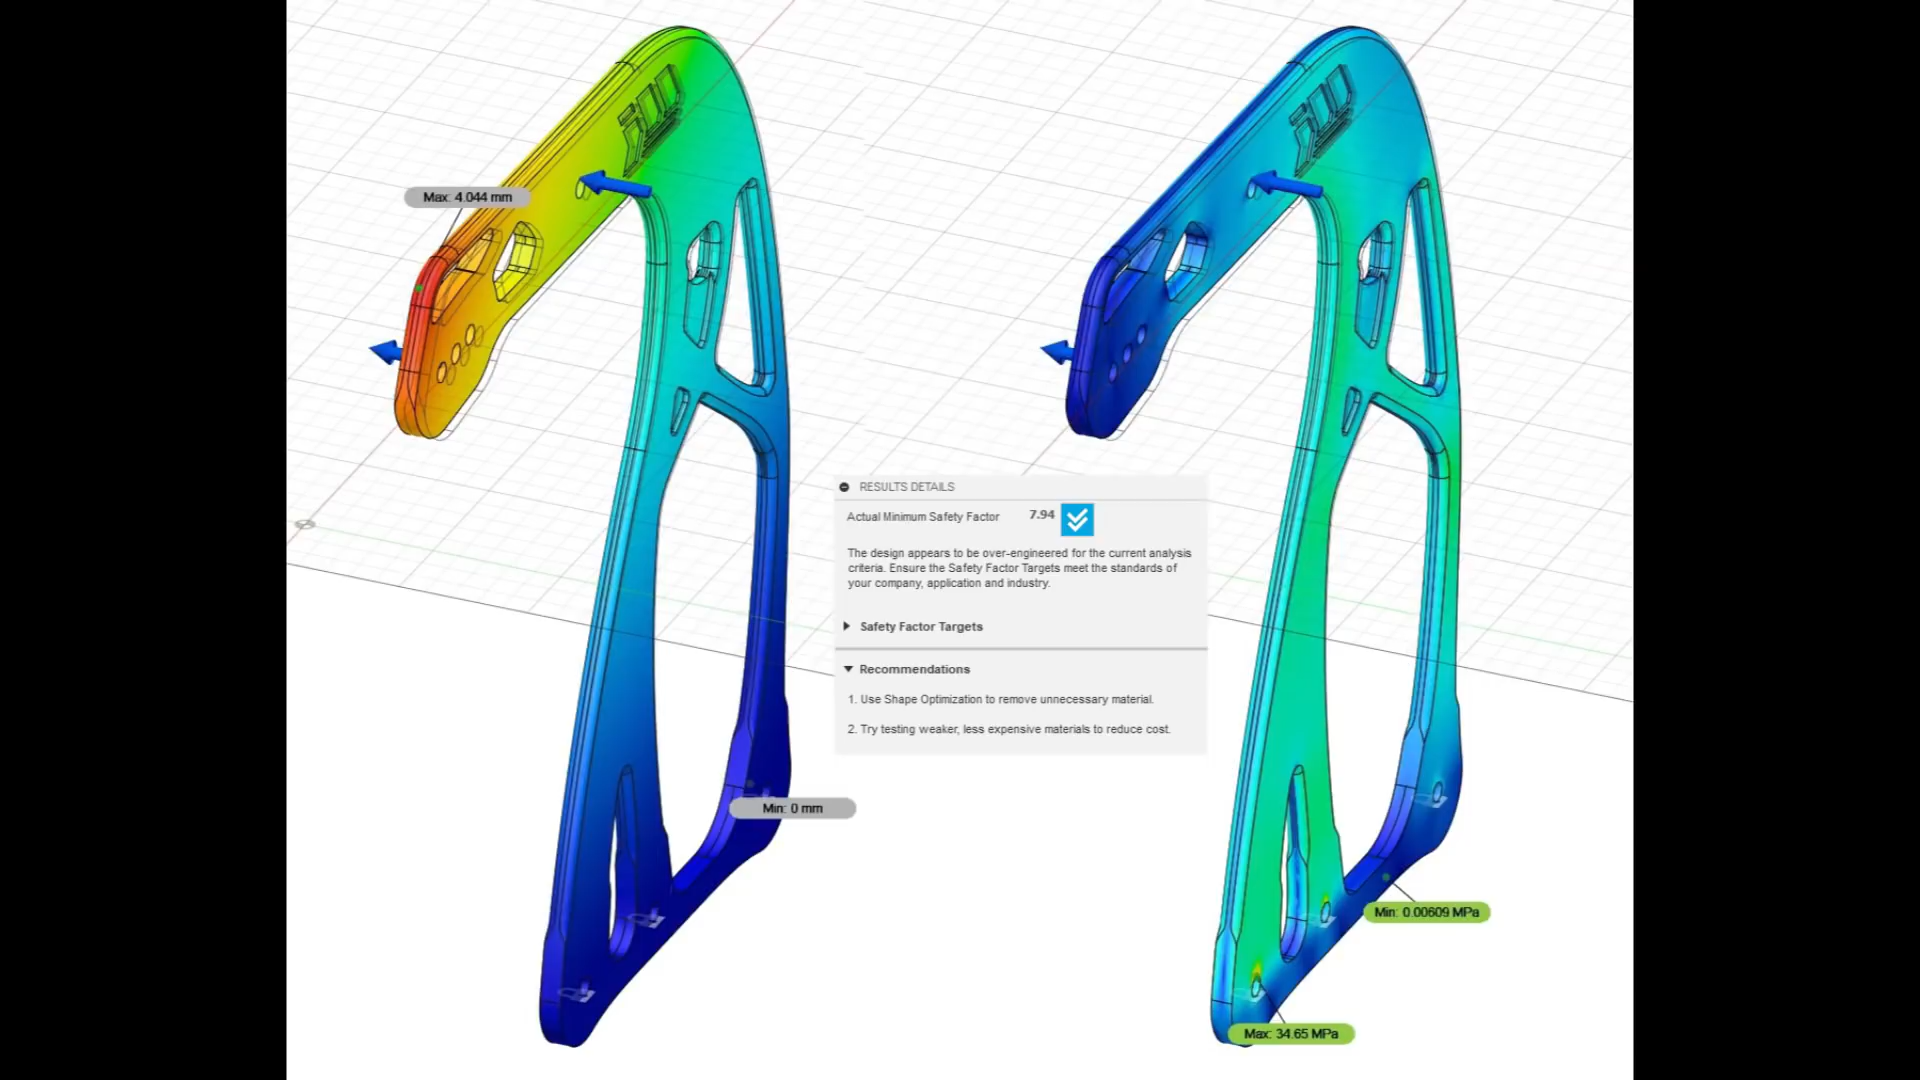 Max: 4.044 mm
RESULTS DETAILS
Actual Minimum Safety Factor 7.94
The design appears to be over-engineered for the current analysis
criteria. Ensure the Safety Factor Targets meet the standards of
your company, application and industry.
Safety Factor Targets
Recommendations
1. Use Shape Optimization to remove unnecessary material.
2. Try testing weaker, less expensive materials to reduce cost.
Min: 0 mm
Min: 0.00609 MPa
Max: 34.65 MPa